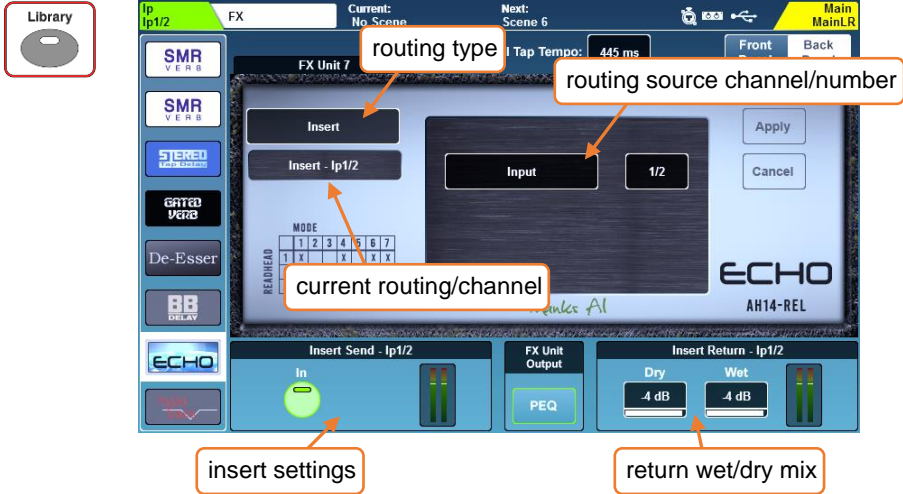 Library
Ip
Ip1/2
FX
Current:
No Scene
Next:
Scene 6
Main
MainLR
SMR
VERB
SMR
VERB
STEREO
Tap Delay
GATED
VERB
De-Esser
BB
DELAY
ECHO
FX Unit 7
Tap Tempo:
445 ms
Front
Back
routing type
routing source channel/number
Insert
Insert - Ip1/2
Input
1/2
Apply
Cancel
MODE
1 2 3 4 5 6 7
READHEAD
1 X X X X
current routing/channel
Al
ECHO
AH14-REL
Insert Send - Ip1/2
In
FX Unit
Output
PEQ
Insert Return - Ip1/2
Dry
Wet
-4 dB
-4 dB
insert settings
return wet/dry mix